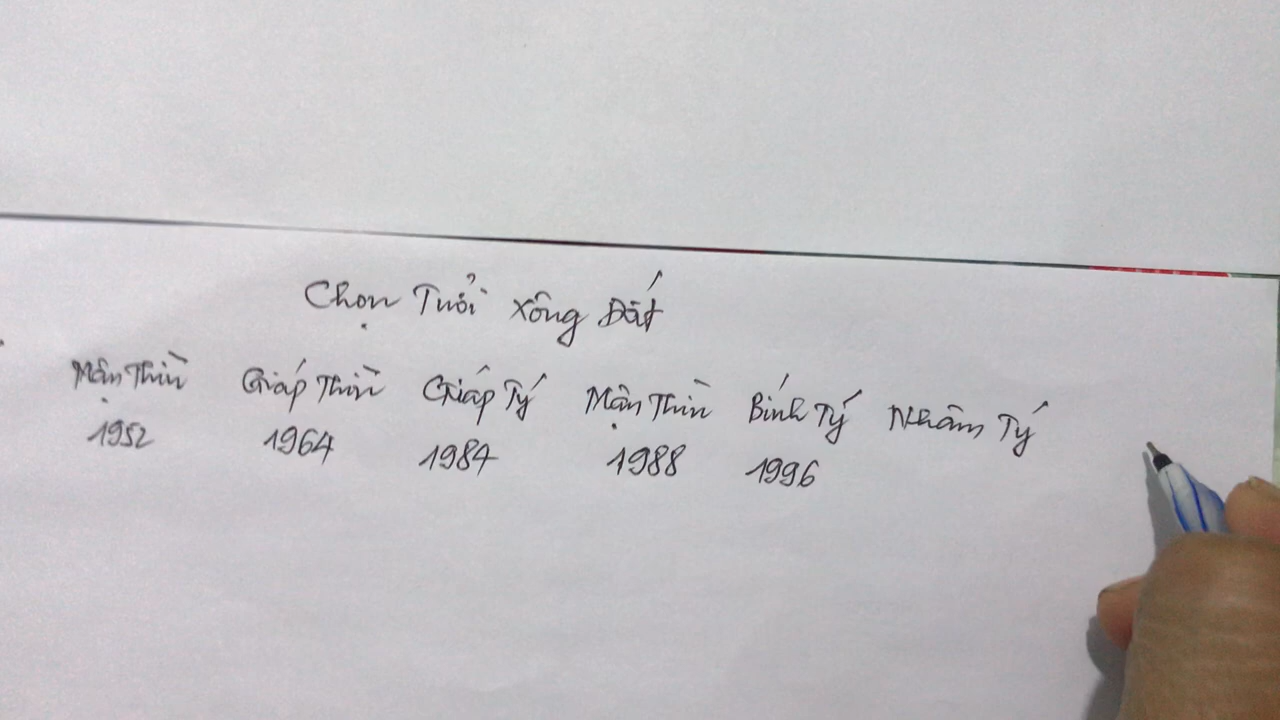 Chọn Tuổi Xông Đất
Mậu Thìn Giáp Thìn Giáp Tý Mậu Thìn Bính Tý Nhâm Tý
1952 1964 1984 1988 1996